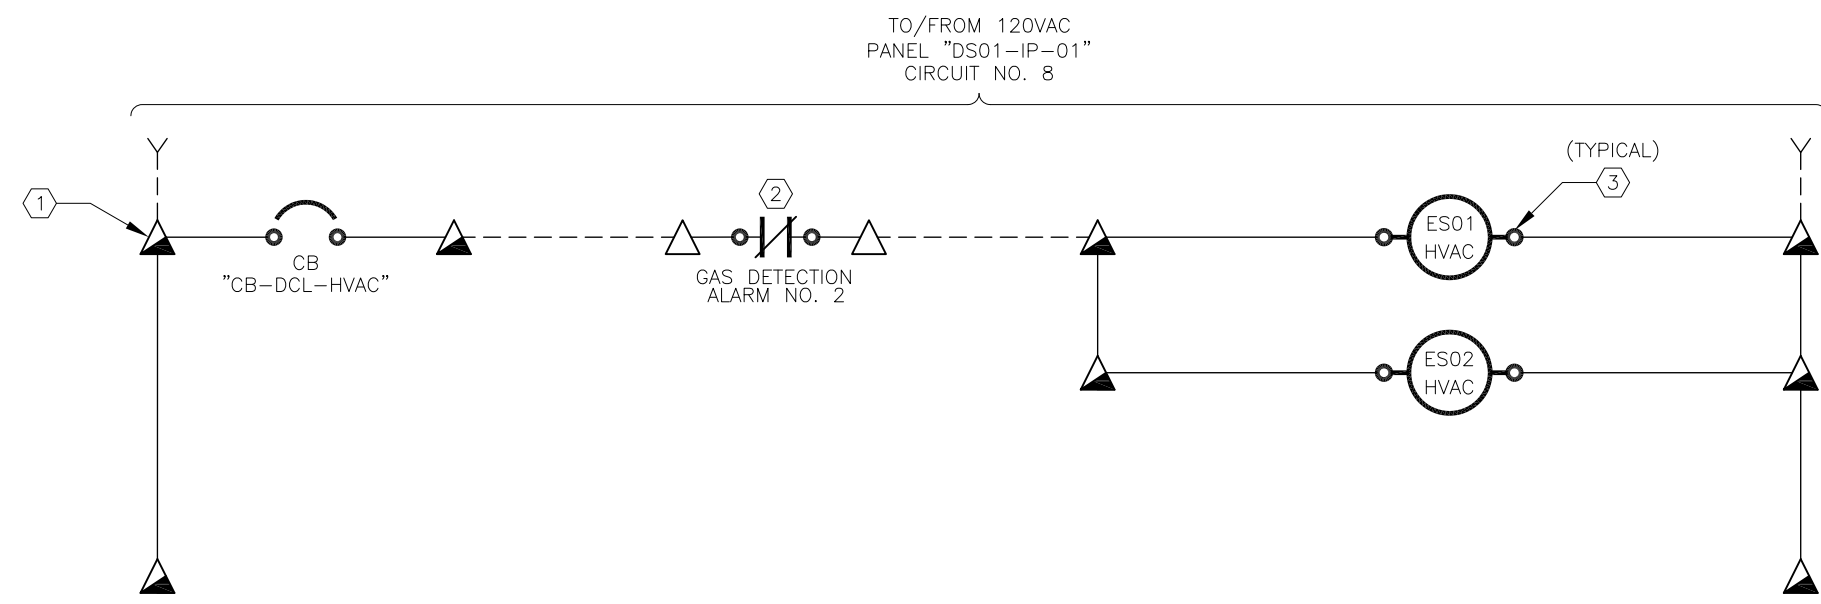 TO/FROM 120VAC
PANEL "DS01-IP-01"
CIRCUIT NO. 8
(TYPICAL)
1
2
3
CB
"CB-DCL-HVAC"
GAS DETECTION
ALARM NO. 2
ES01
HVAC
ES02
HVAC